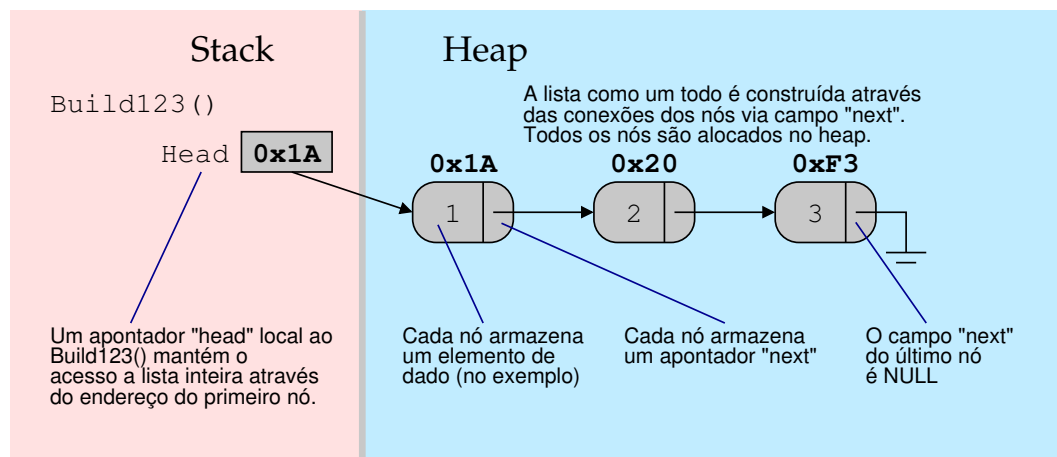 Stack
Heap
Build123()
A lista como um todo é construída através
das conexões dos nós via campo "next".
Todos os nós são alocados no heap.
Head 0x1A
0x1A 0x20 0xF3
1 2 3
Um apontador "head" local ao
Build123() mantém o
acesso a lista inteira através
do endereço do primeiro nó.
Cada nó armazena
um elemento de
dado (no exemplo)
Cada nó armazena
um apontador "next"
O campo "next"
do último nó
é NULL